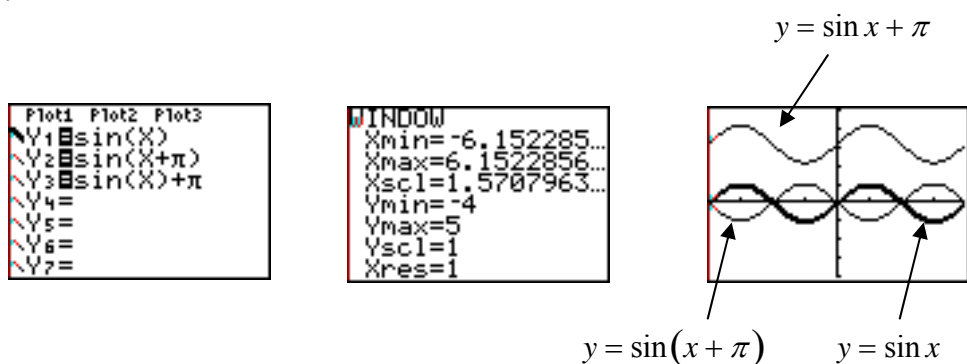 y = sin x + π
Plot1 Plot2 Plot3
\Y1=sin(X)
\Y2=sin(X+π)
\Y3=sin(X)+π
\Y4=
\Y5=
\Y6=
\Y7=
WINDOW
Xmin=-6.152285…
Xmax=6.1522856…
Xscl=1.5707963…
Ymin=-4
Ymax=5
Yscl=1
Xres=1
y = sin(x + π)
y = sin x